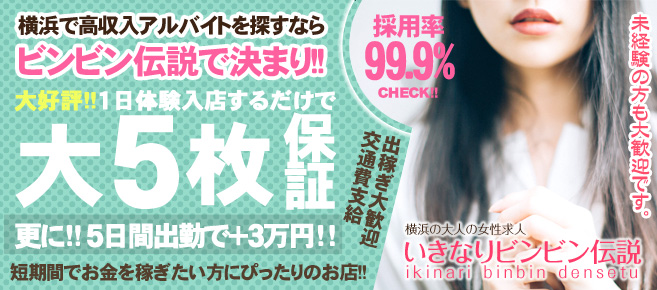 横浜で高収入アルバイトを探すなら
ビンビン伝説で決まり!!
大好評!!1日体験入店するだけで
大5枚保証
更に!!5日間出勤で+3万円!!
短期間でお金を稼ぎたい方にぴったりのお店!!
採用率
99.9%
CHECK!!
出稼ぎ大歓迎
交通費支給
未経験の方も大歓迎です。
横浜の大人の女性求人
いきなりビンビン伝説
ikinari binbin densetu